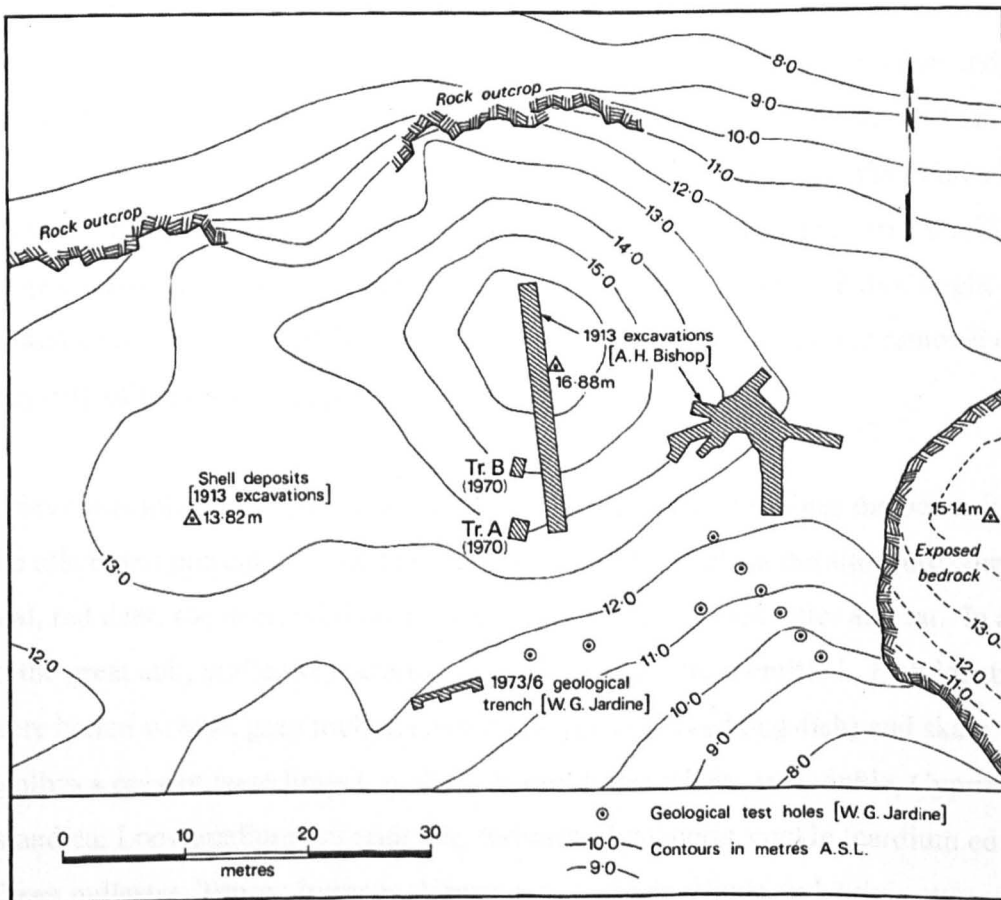 8·0
9·0
10·0
11·0
12·0
13·0
14·0
15·0
N
Rock outcrop
Rock outcrop
1913 excavations
[A. H. Bishop]
16·88m
Tr. B
(1970)
Tr. A
(1970)
Shell deposits
[1913 excavations]
13·82m
13·0
12·0
15·14m
Exposed
bedrock
13·0
12·0
11·0
12·0
11·0
10·0
9·0
8·0
1973/6 geological
trench [W. G. Jardine]
0 10 20 30
metres
Geological test holes [W. G. Jardine]
10·0 Contours in metres A.S.L.
9·0